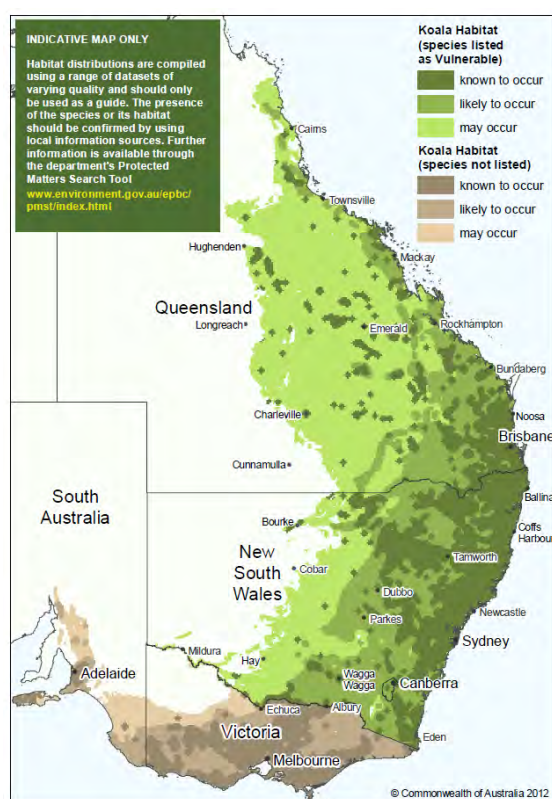 INDICATIVE MAP ONLY
Habitat distributions are compiled
using a range of datasets of
varying quality and should only
be used as a guide. The presence
of the species or its habitat
should be confirmed by using
local information sources. Further
information is available through
the department's Protected
Matters Search Tool
www.environment.gov.au/epbc/
pmst/index.html
Koala Habitat
(species listed
as Vulnerable)
known to occur
likely to occur
may occur
Koala Habitat
(species not listed)
known to occur
likely to occur
may occur
Cairns
Townsville
Hughenden
Mackay
Queensland
Longreach
Emerald
Rockhampton
Bundaberg
Charleville
Noosa
Brisbane
Cunnamulla
South
Australia
Ballina
Bourke
Coffs
Harbour
New
South
Wales
Cobar
Tamworth
Dubbo
Parkes
Newcastle
Sydney
Mildura
Hay
Adelaide
Wagga
Wagga
Canberra
Echuca
Albury
Victoria
Eden
Melbourne
© Commonwealth of Australia 2012